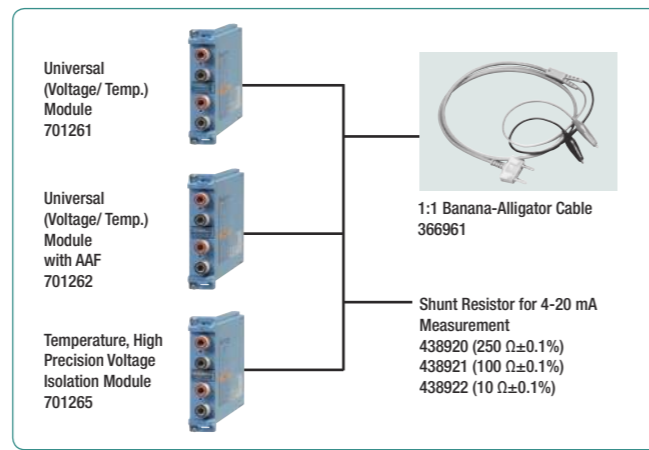 Universal
(Voltage/ Temp.)
Module
701261
1:1 Banana-Alligator Cable
366961
Universal
(Voltage/ Temp.)
Module
with AAF
701262
Shunt Resistor for 4-20 mA
Measurement
438920 (250 Ω±0.1%)
438921 (100 Ω±0.1%)
438922 (10 Ω±0.1%)
Temperature, High
Precision Voltage
Isolation Module
701265